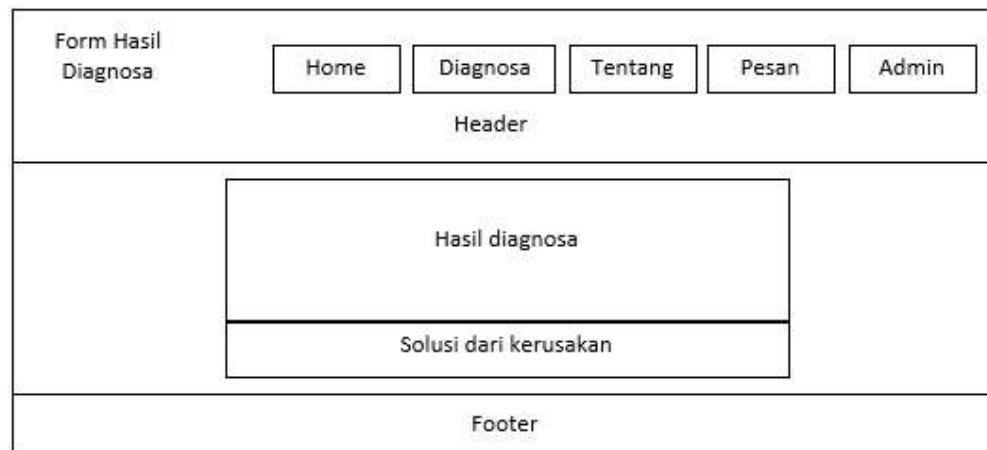 Form Hasil
Diagnosa
Home
Diagnosa
Tentang
Pesan
Admin
Header
Hasil diagnosa
Solusi dari kerusakan
Footer